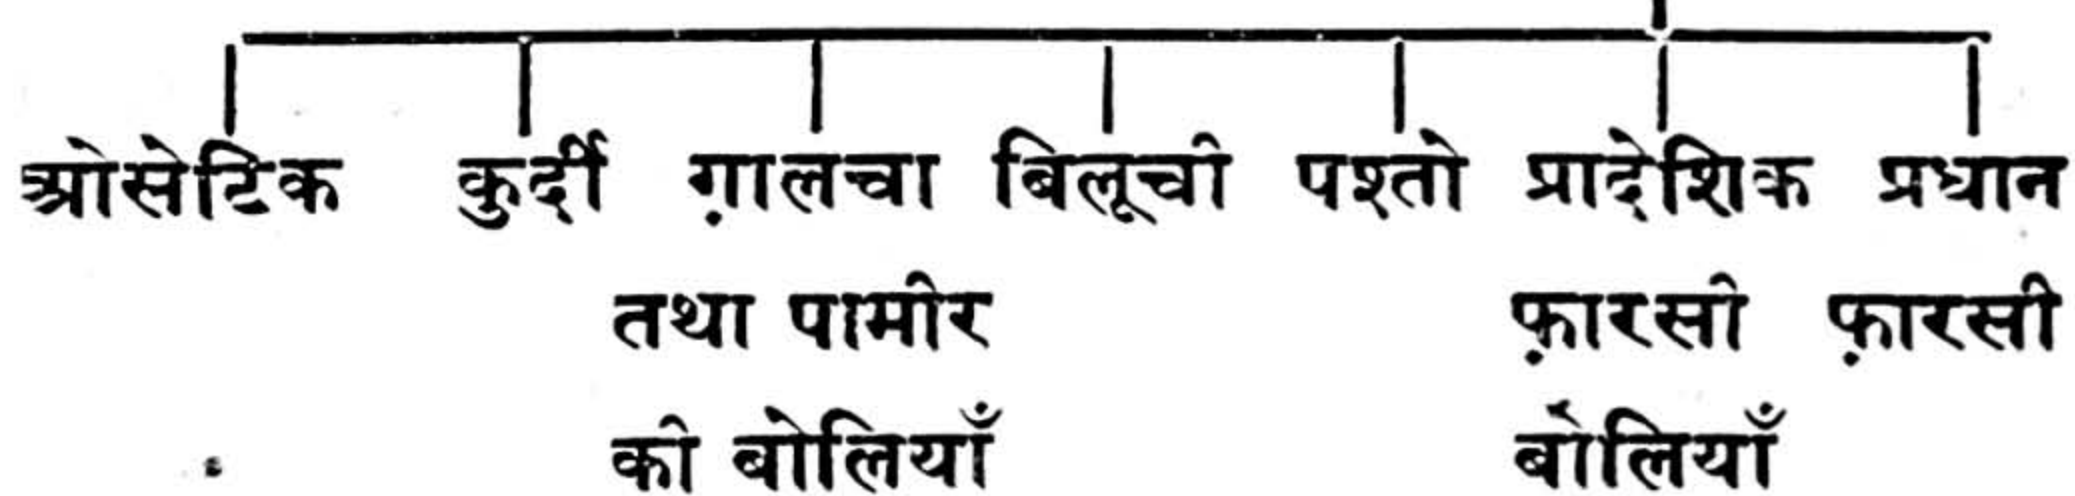 ओसेटिक कुर्दी ग़ालचा बिलूची पश्तो प्रादेशिक प्रधान
तथा पामीर फ़ारसी फ़ारसी
की बोलियाँ बोलियाँ